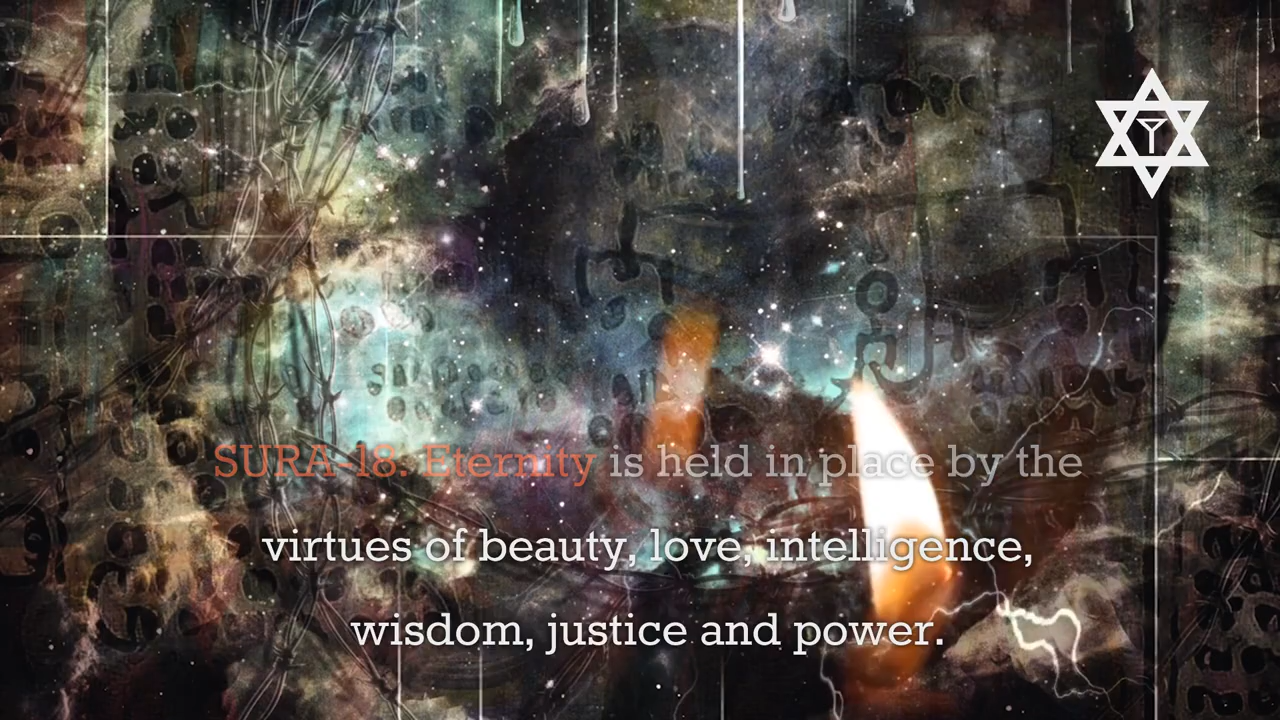 SURA-18: Eternity is held in place by the
virtues of beauty, love, intelligence,
wisdom, justice and power.